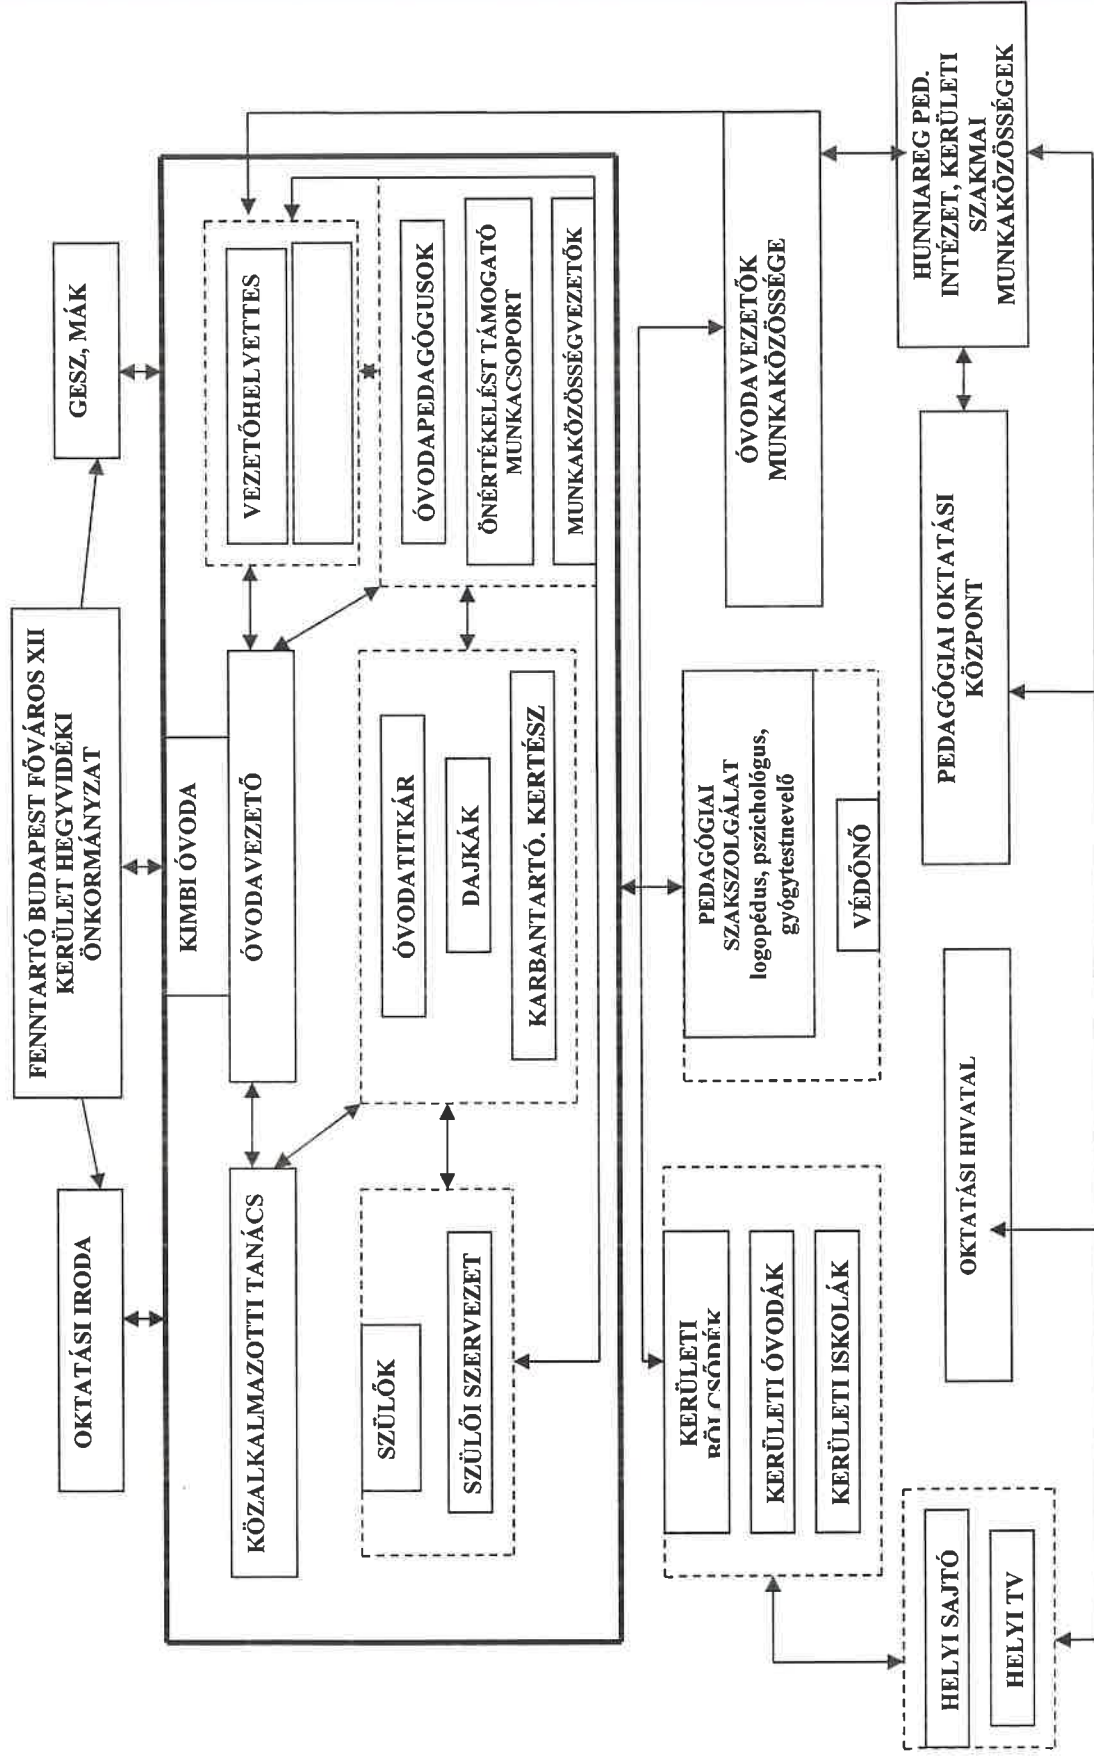 FENNTARTÓ BUDAPEST FŐVÁROS XII
KERÜLET HEGYVIDÉKI
ÖNKORMÁNYZAT
OKTATÁSI IRODA
GESZ, MÁK
KIMBI ÓVODA
KÖZALKALMAZOTTI TANÁCS
ÓVODAVEZETŐ
VEZETŐHELYETTES
SZÜLŐK
SZÜLŐI SZERVEZET
ÓVODATITKÁR
DAJKÁK
KARBANTARTÓ. KERTÉSZ
ÓVODAPEDAGÓGUSOK
ÖNÉRTÉKELÉST TÁMOGATÓ
MUNKACSOPORT
MUNKAKÖZÖSSÉGVEZETŐK
KERÜLETI
BÖLCSŐDÉK
KERÜLETI ÓVODÁK
KERÜLETI ISKOLÁK
PEDAGÓGIAI
SZAKSZOLGÁLAT
logopédus, pszichológus,
gyógytestnevelő
VÉDŐNŐ
ÓVODAVEZETŐK
MUNKAKÖZÖSSÉGE
HELYI SAJTÓ
HELYI TV
OKTATÁSI HIVATAL
PEDAGÓGIAI OKTATÁSI
KÖZPONT
HUNNIAREG PED.
INTÉZET, KERÜLETI
SZAKMAI
MUNKAKÖZÖSSÉGEK